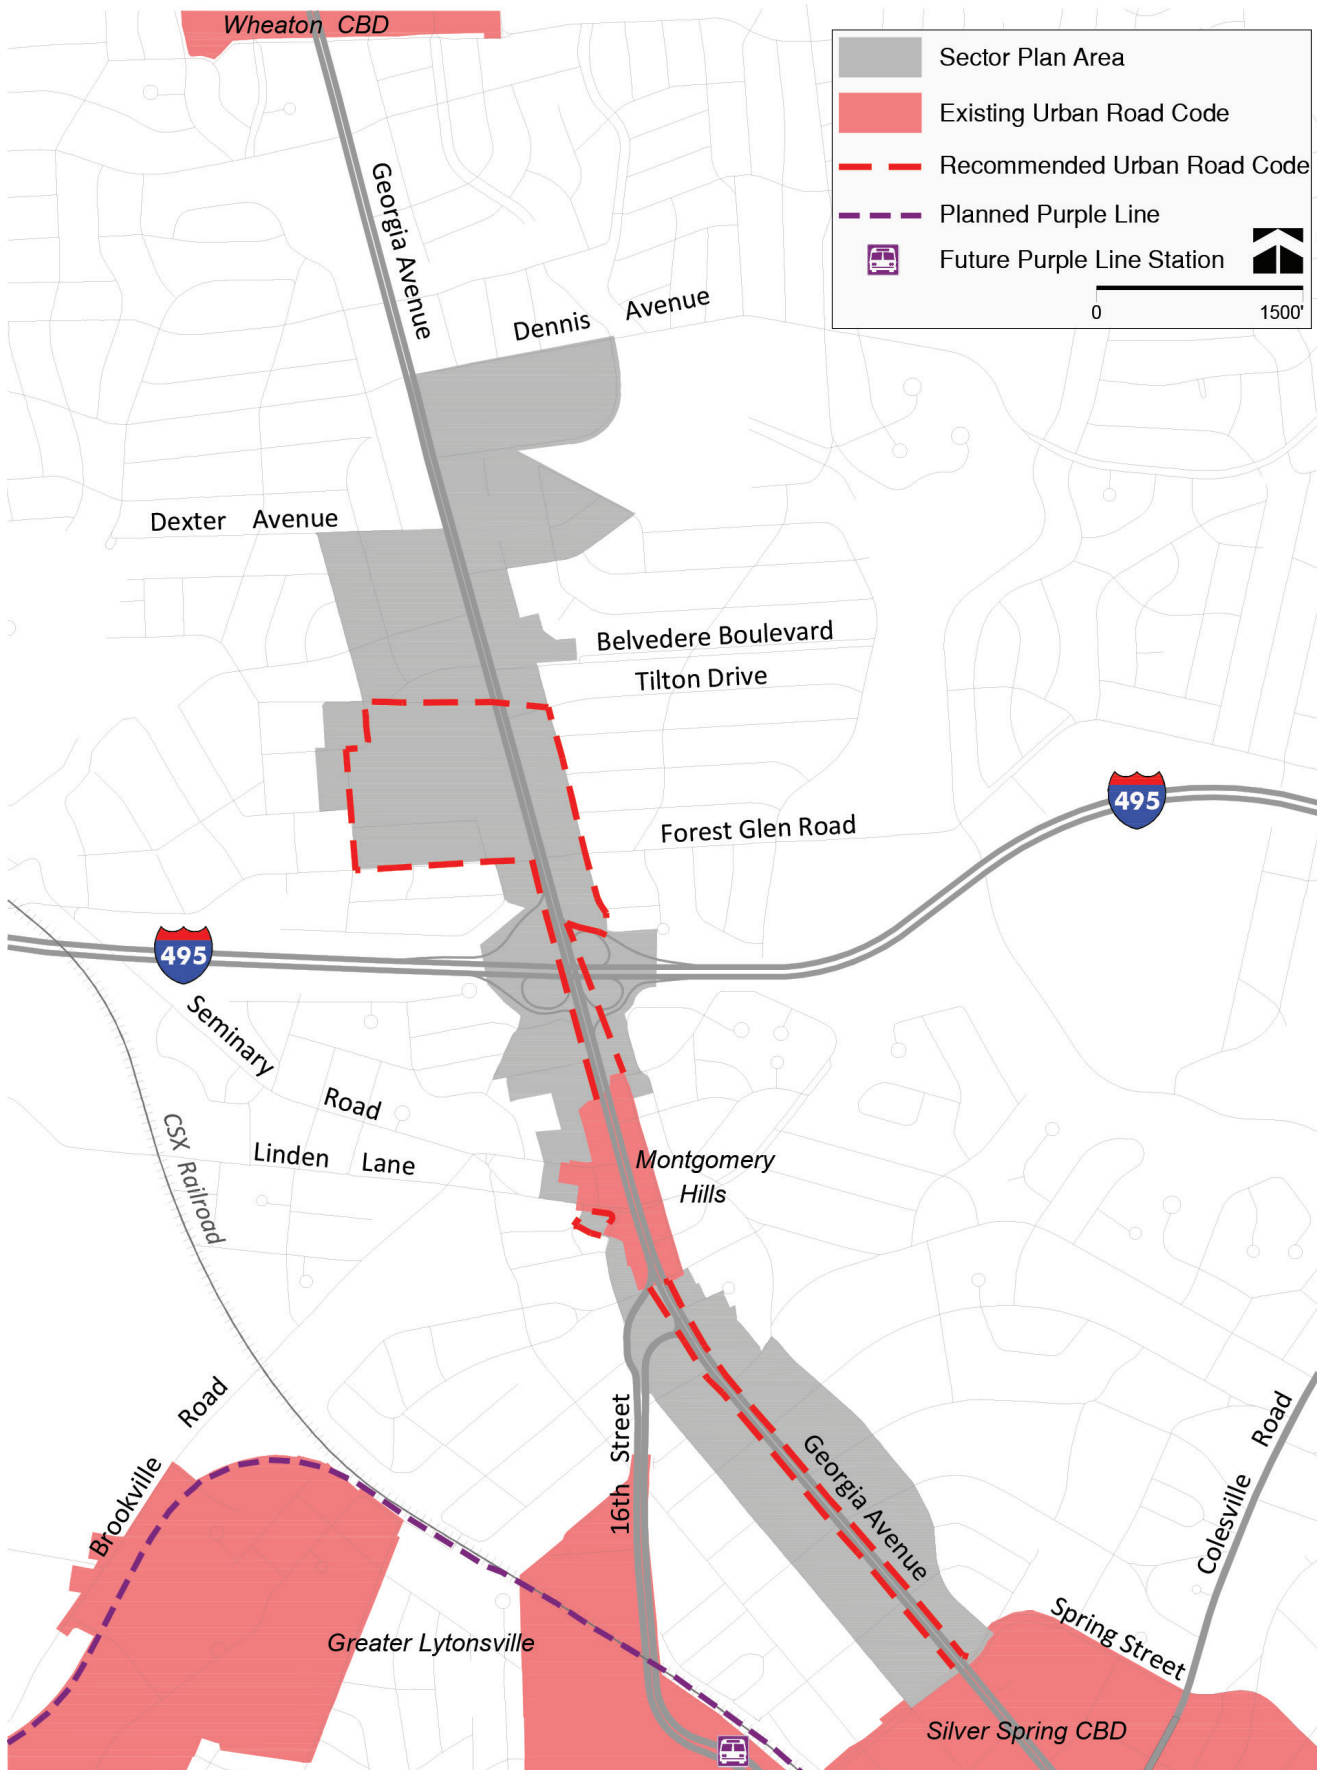 Wheaton CBD
Sector Plan Area
Existing Urban Road Code
Recommended Urban Road Code
Planned Purple Line
Future Purple Line Station
0 1500'
Georgia Avenue
Dennis Avenue
Dexter Avenue
Belvedere Boulevard
Tilton Drive
Forest Glen Road
495
495
Seminary
Road
Linden Lane
CSX Railroad
Montgomery
Hills
Brookville Road
16th Street
Georgia Avenue
Colesville Road
Spring Street
Greater Lytonsville
Silver Spring CBD